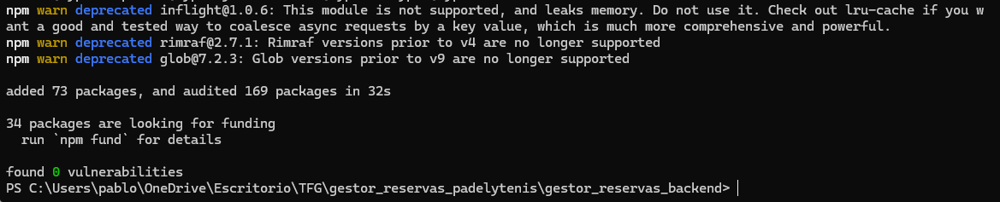 npm warn deprecated inflight@1.0.6: This module is not supported, and leaks memory. Do not use it. Check out lru-cache if you w
ant a good and tested way to coalesce async requests by a key value, which is much more comprehensive and powerful.
npm warn deprecated rimraf@2.7.1: Rimraf versions prior to v4 are no longer supported
npm warn deprecated glob@7.2.3: Glob versions prior to v9 are no longer supported
added 73 packages, and audited 169 packages in 32s
34 packages are looking for funding
  run `npm fund` for details
found 0 vulnerabilities
PS C:\Users\pablo\OneDrive\Escritorio\TFG\gestor_reservas_padelytenis\gestor_reservas_backend>